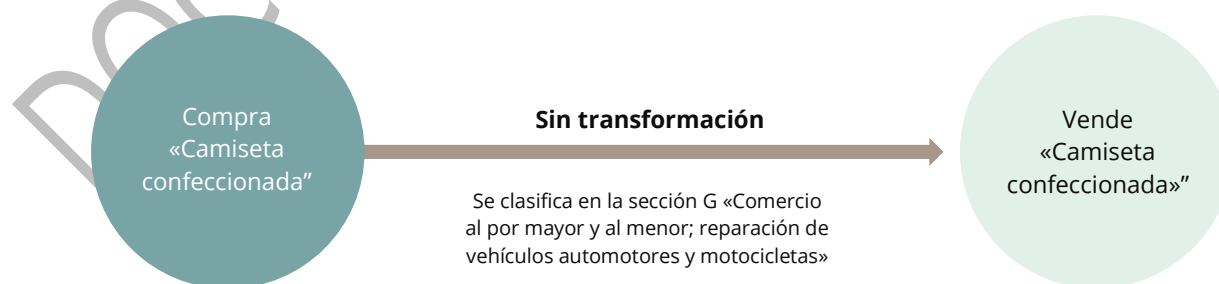 Compra
«Camiseta
confeccionada”
Sin transformación
Se clasifica en la sección G «Comercio
al por mayor y al menor; reparación de
vehículos automotores y motocicletas»
Vende
«Camiseta
confeccionada»”